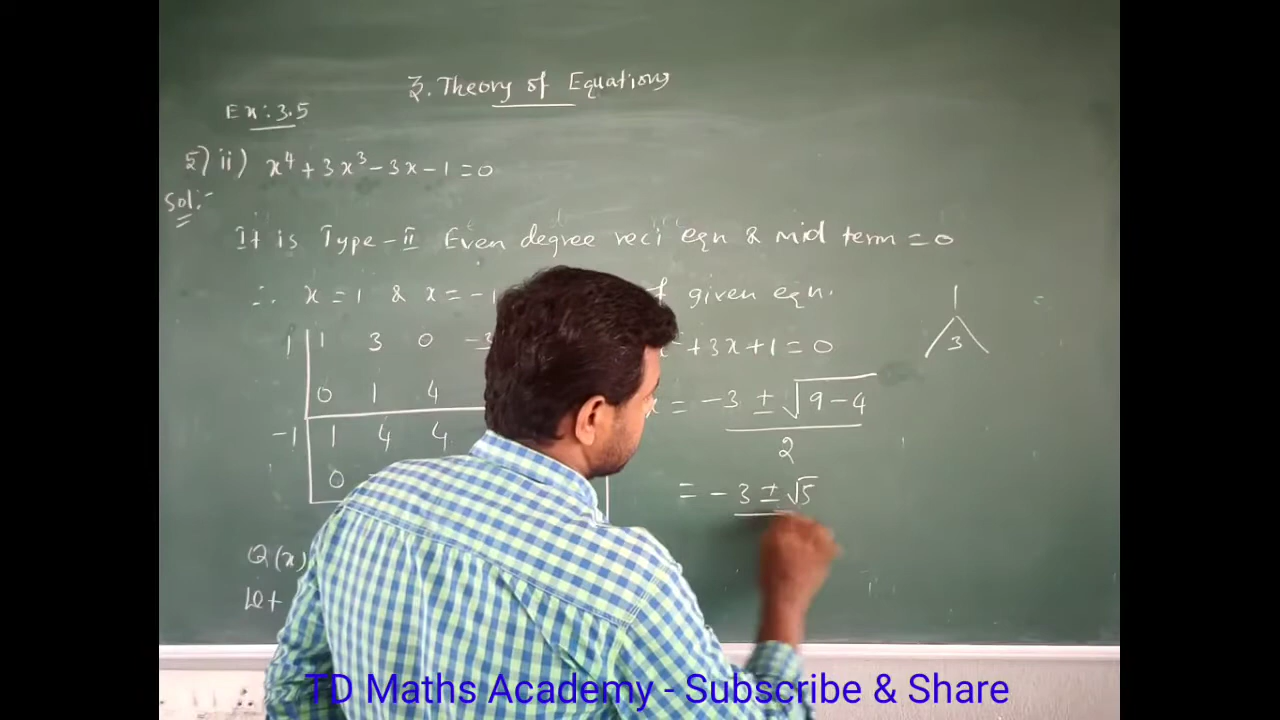 3. Theory of Equations
Ex: 3.5
5) ii) x⁴ + 3x³ - 3x - 1 = 0
Sol:-
It is Type - II Even degree reci eqn & mid term = 0
∴ x = 1 & x = -1 given eqn.
1 | 1 3 0 -3
0 1 4
-1 | 1 4 4
0
Q(x)
Let
+ 3x + 1 = 0
x = -3 ± √9 - 4
2
= -3 ± √5
1
3
TD Maths Academy - Subscribe & Share